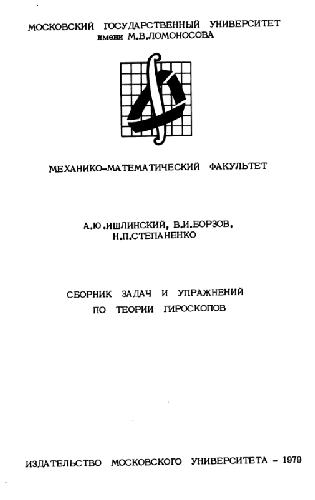 МОСКОВСКИЙ ГОСУДАРСТВЕННЫЙ УНИВЕРСИТЕТ
имени М.В.ЛОМОНОСОВА
МЕХАНИКО-МАТЕМАТИЧЕСКИЙ ФАКУЛЬТЕТ
А.Ю.ИШЛИНСКИЙ, В.И.БОРЗОВ,
Н.П.СТЕПАНЕНКО
СБОРНИК ЗАДАЧ И УПРАЖНЕНИЙ
ПО ТЕОРИИ ГИРОСКОПОВ
ИЗДАТЕЛЬСТВО МОСКОВСКОГО УНИВЕРСИТЕТА - 1979